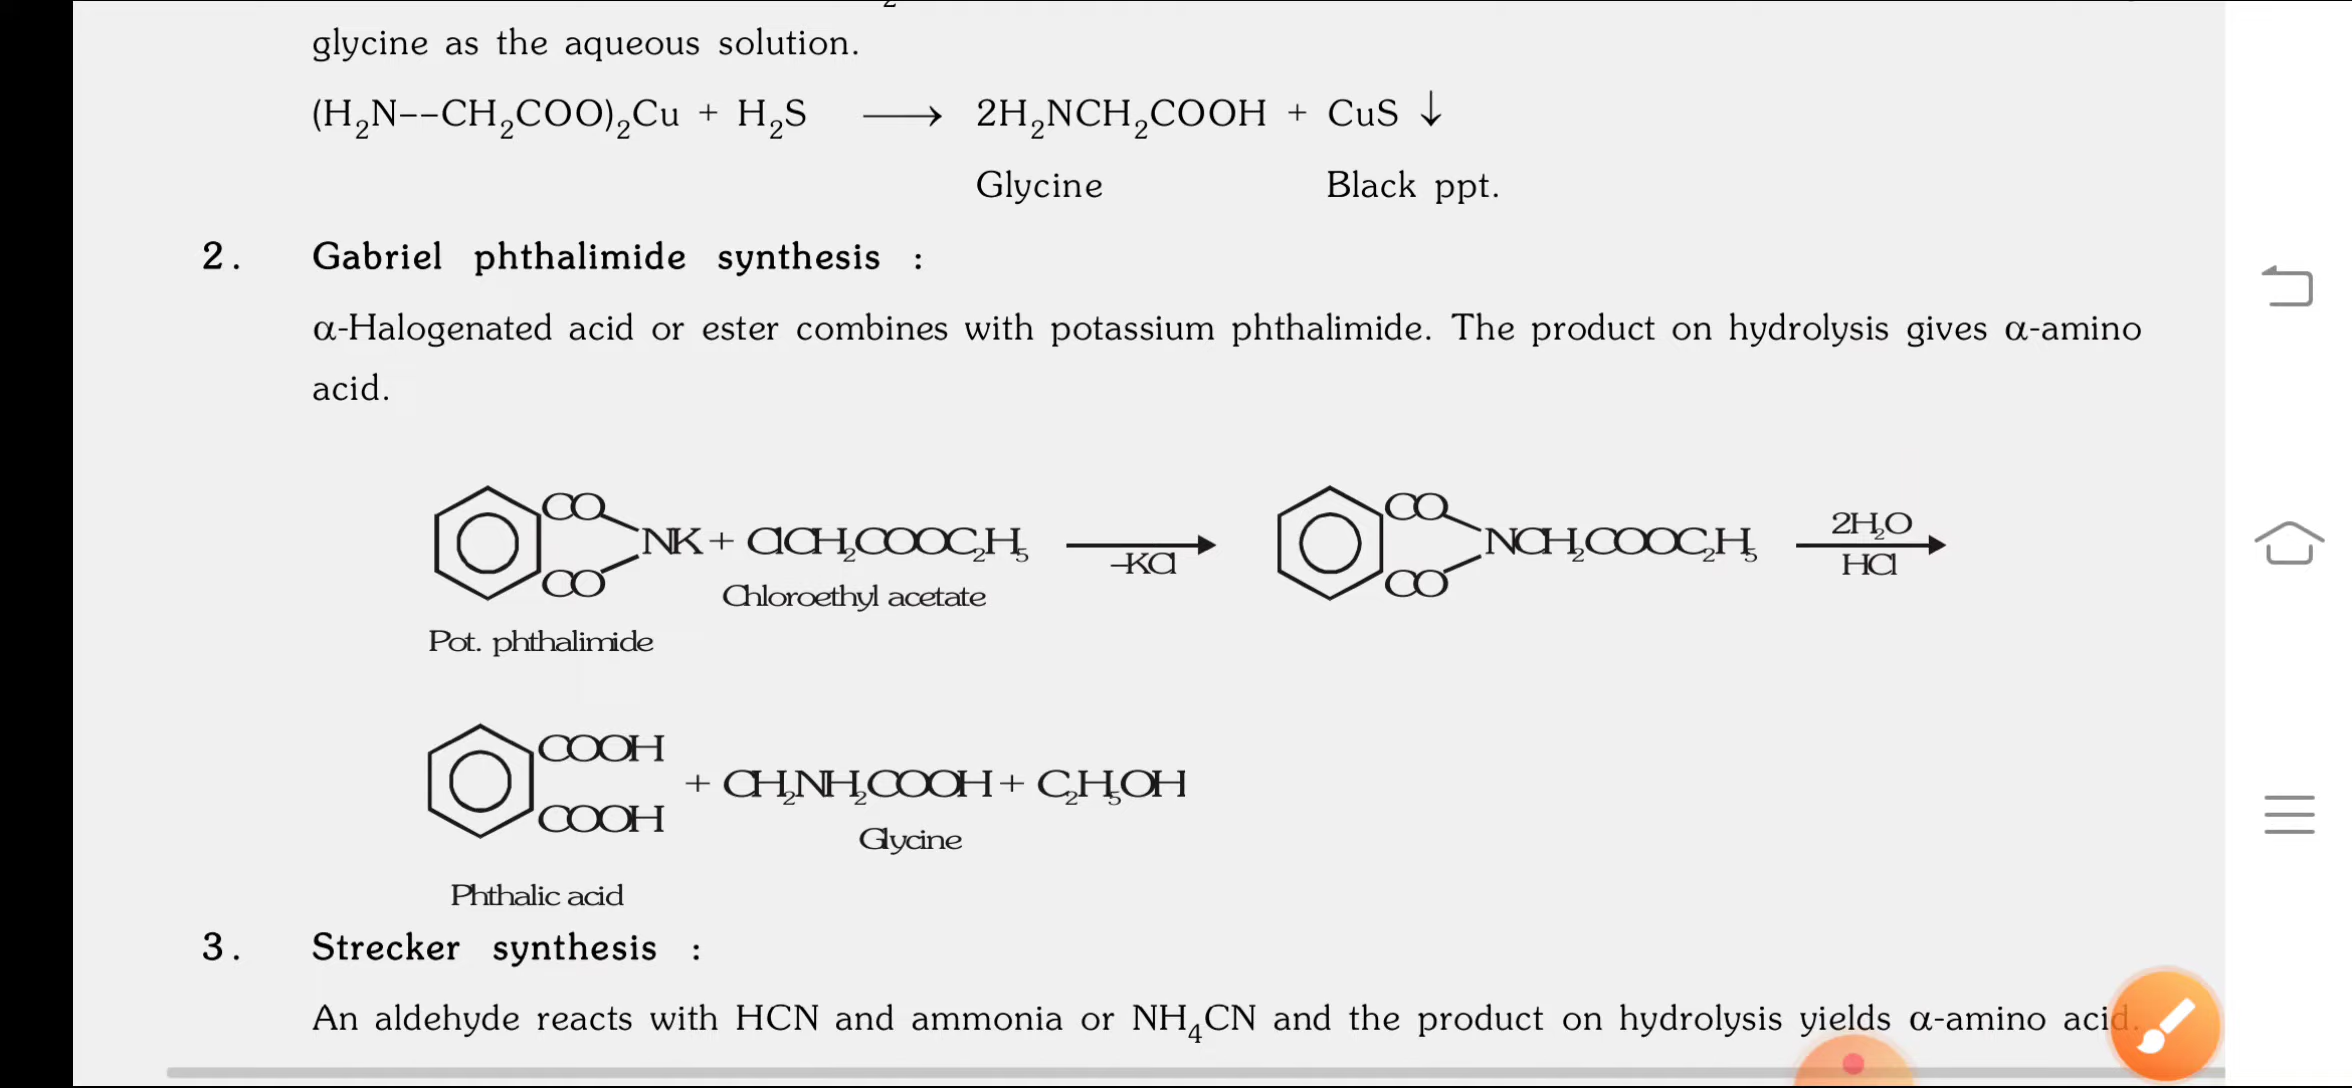 glycine as the aqueous solution.
(H₂N––CH₂COO)₂Cu + H₂S ⟶ 2H₂NCH₂COOH + CuS ↓
Glycine Black ppt.
2. Gabriel phthalimide synthesis :
α-Halogenated acid or ester combines with potassium phthalimide. The product on hydrolysis gives α-amino
acid.
CO CO
NK + ClCH₂COOC₂H₅ –KCl NCH₂COOC₂H₅ 2H₂O HCl
CO CO
Chloroethyl acetate
Pot. phthalimide
COOH
+ CH₂NH₂COOH + C₂H₅OH
COOH
Glycine
Phthalic acid
3. Strecker synthesis :
An aldehyde reacts with HCN and ammonia or NH₄CN and the product on hydrolysis yields α-amino acid.